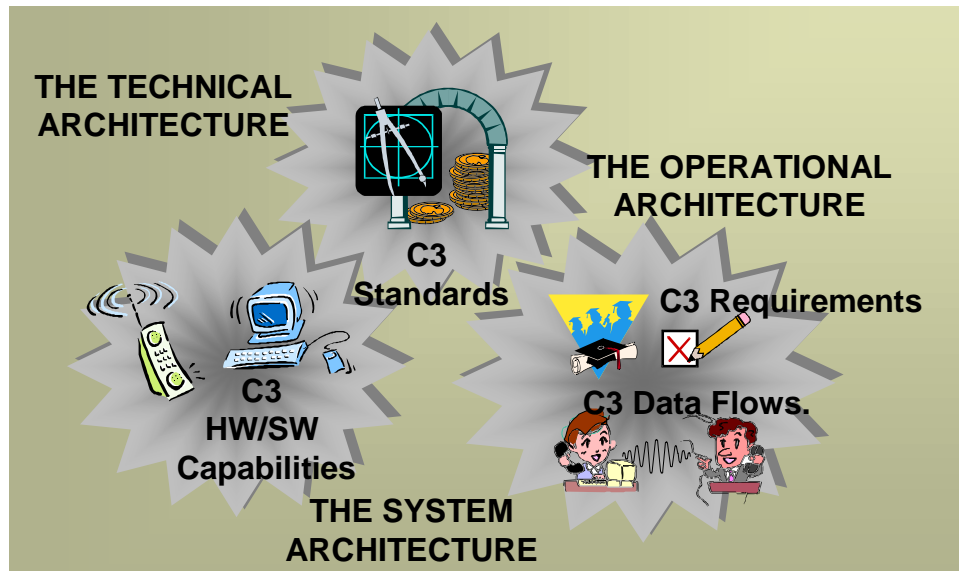 THE TECHNICAL
ARCHITECTURE
C3
Standards
THE OPERATIONAL
ARCHITECTURE
C3 Requirements
C3 Data Flows.
C3
HW/SW
Capabilities
THE SYSTEM
ARCHITECTURE